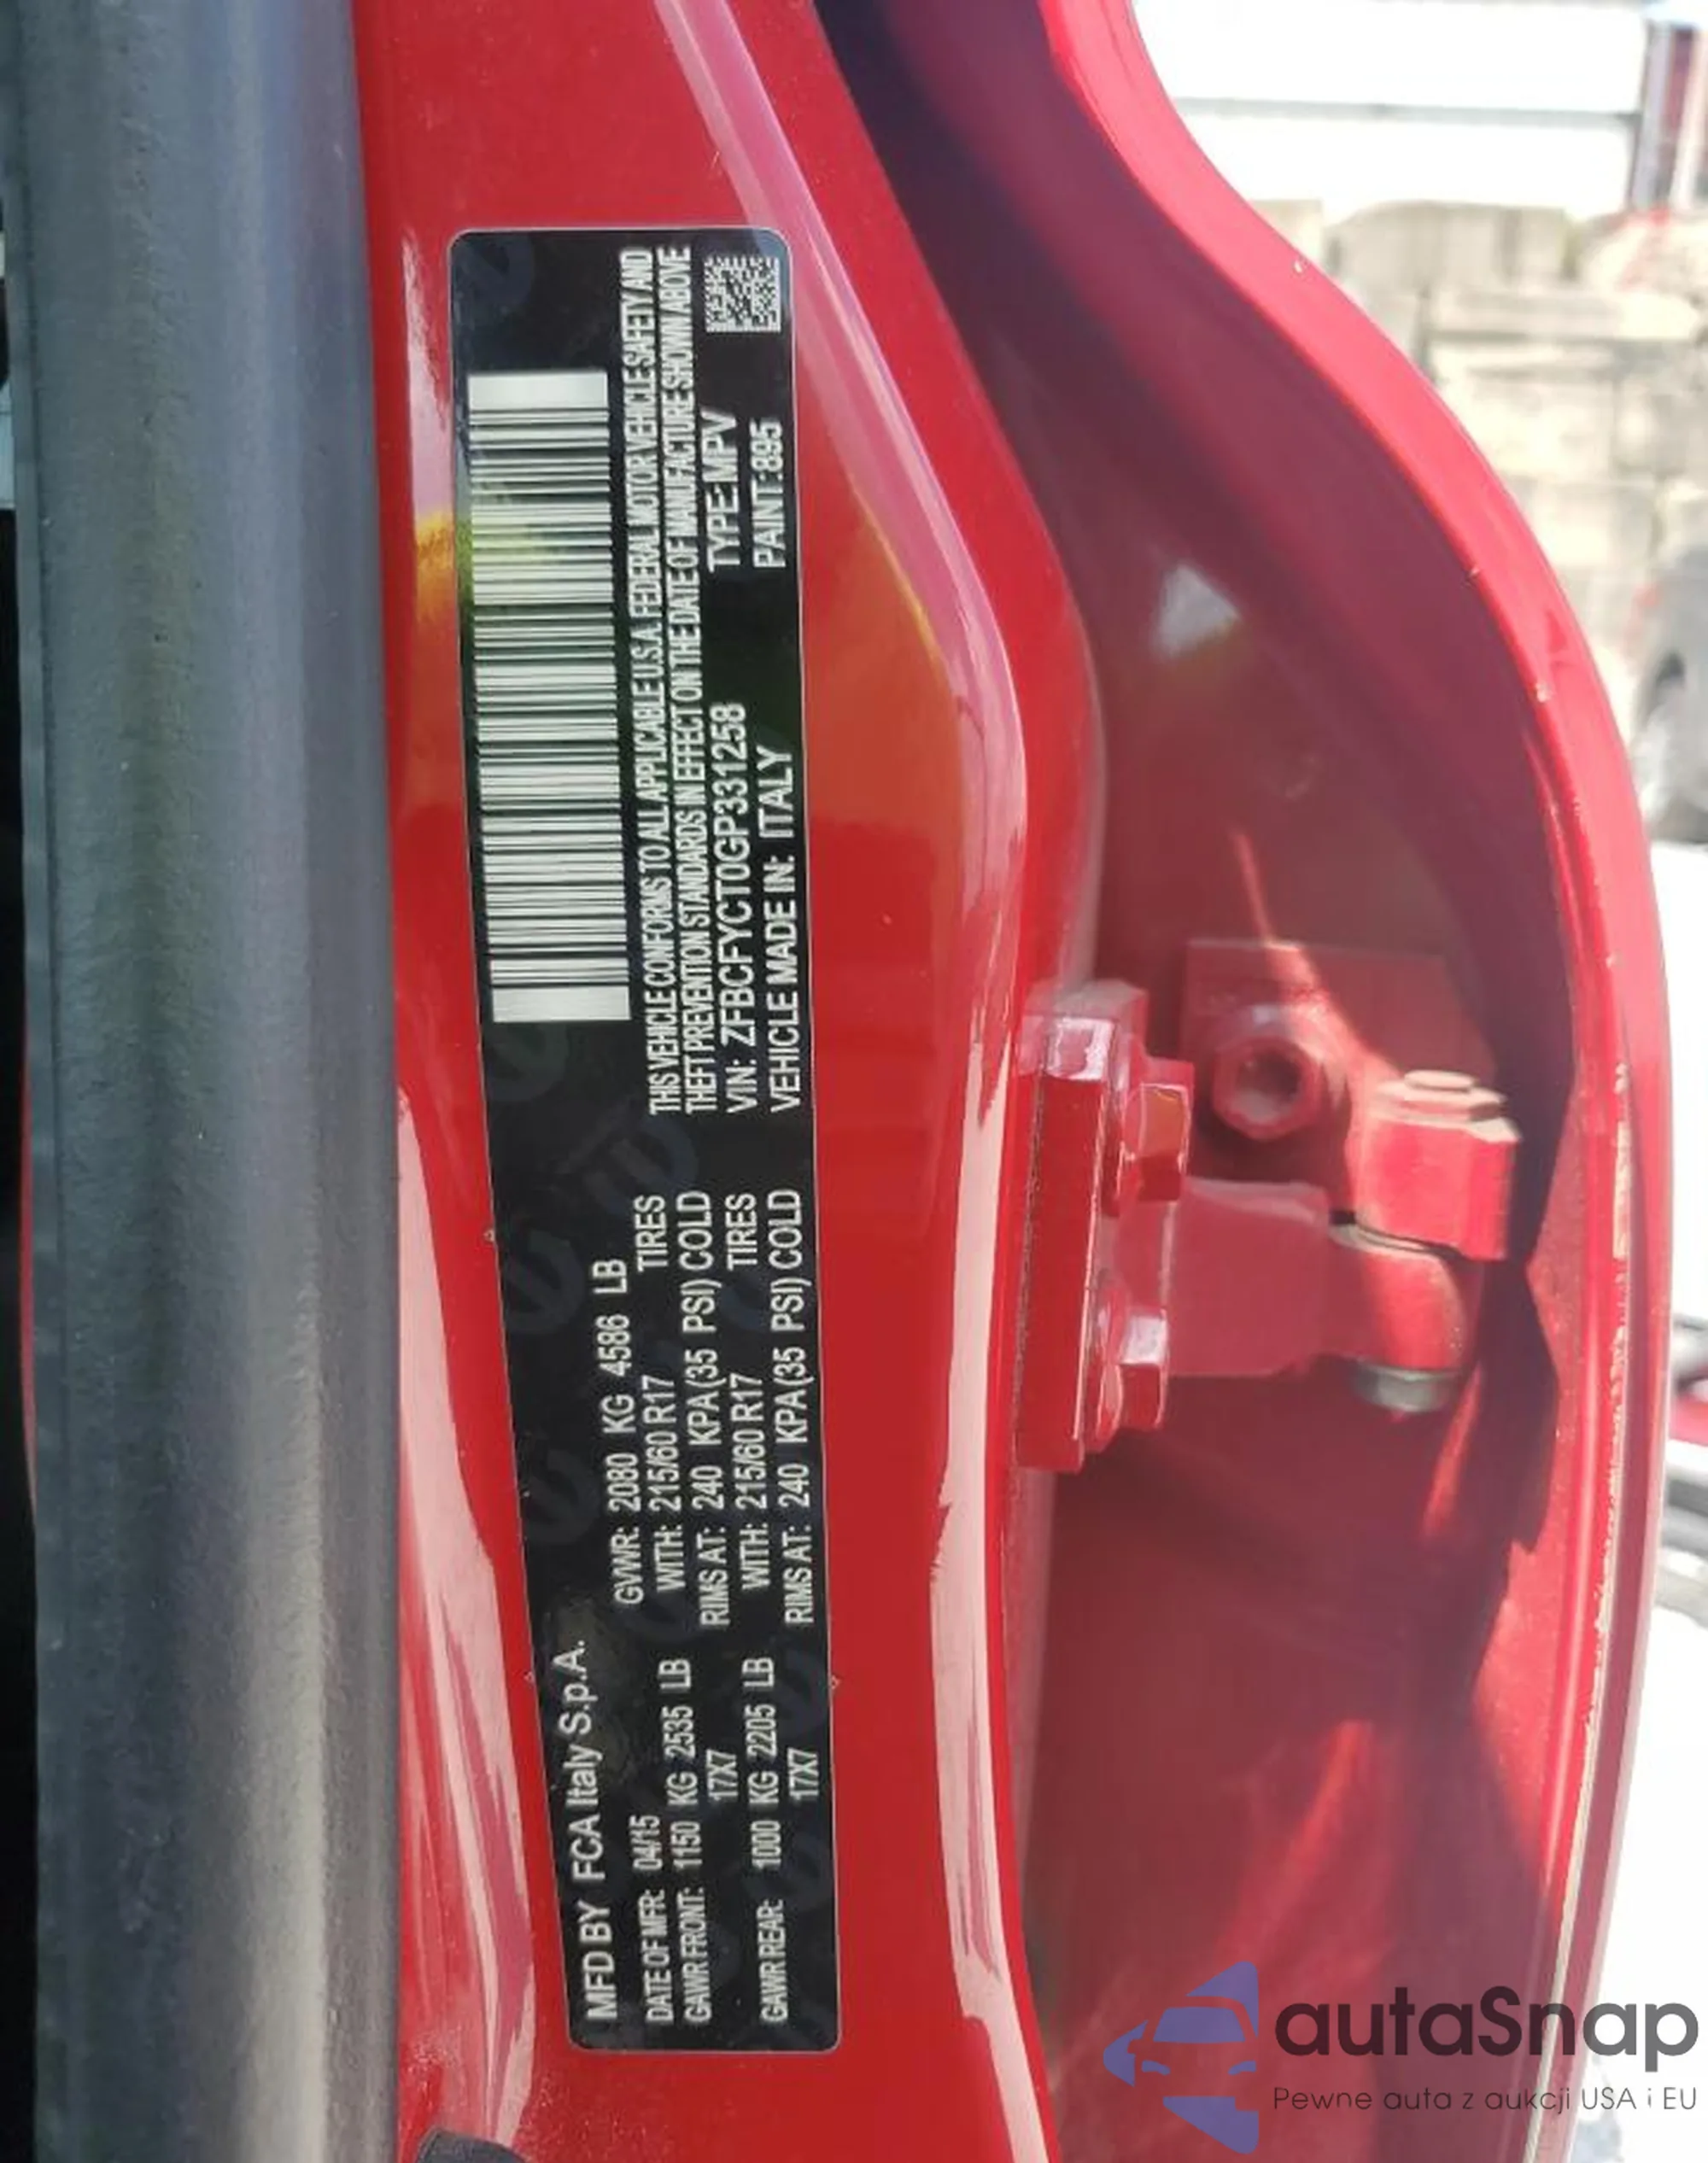 MFD BY FCA Italy S.p.A.
DATE OF MFR: 04/15 GVWR: 2080 KG 4586 LB
GAWR FRONT: 1150 KG 2535 LB WITH: 215/60 R17 TIRES
17X7 RIMS AT: 240 KPA(35 PSI) COLD
GAWR REAR: 1000 KG 2205 LB WITH: 215/60 R17 TIRES
17X7 RIMS AT: 240 KPA(35 PSI) COLD
THIS VEHICLE CONFORMS TO ALL APPLICABLE U.S.A. FEDERAL MOTOR VEHICLE SAFETY AND
THEFT PREVENTION STANDARDS IN EFFECT ON THE DATE OF MANUFACTURE SHOWN ABOVE
VIN: ZFBCFYCT0GP331258 TYPE: MPV
VEHICLE MADE IN: ITALY PAINT: 895
autaSnap
Pewne auta z aukcji USA i EU